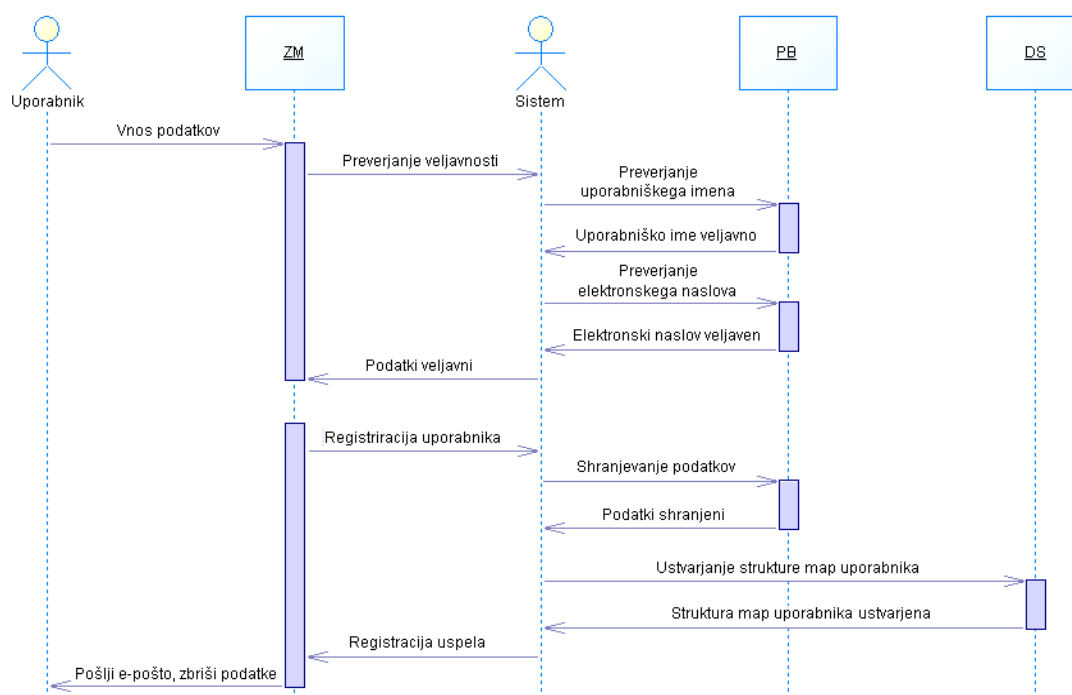 ZM
PB
DS
Uporabnik
Sistem
Vnos podatkov
Preverjanje veljavnosti
Preverjanje
uporabniškega imena
Uporabniško ime veljavno
Preverjanje
elektronskega naslova
Elektronski naslov veljaven
Podatki veljavni
Registriracija uporabnika
Shranjevanje podatkov
Podatki shranjeni
Ustvarjanje strukture map uporabnika
Struktura map uporabnika ustvarjena
Registracija uspela
Pošlji e-pošto, zbriši podatke